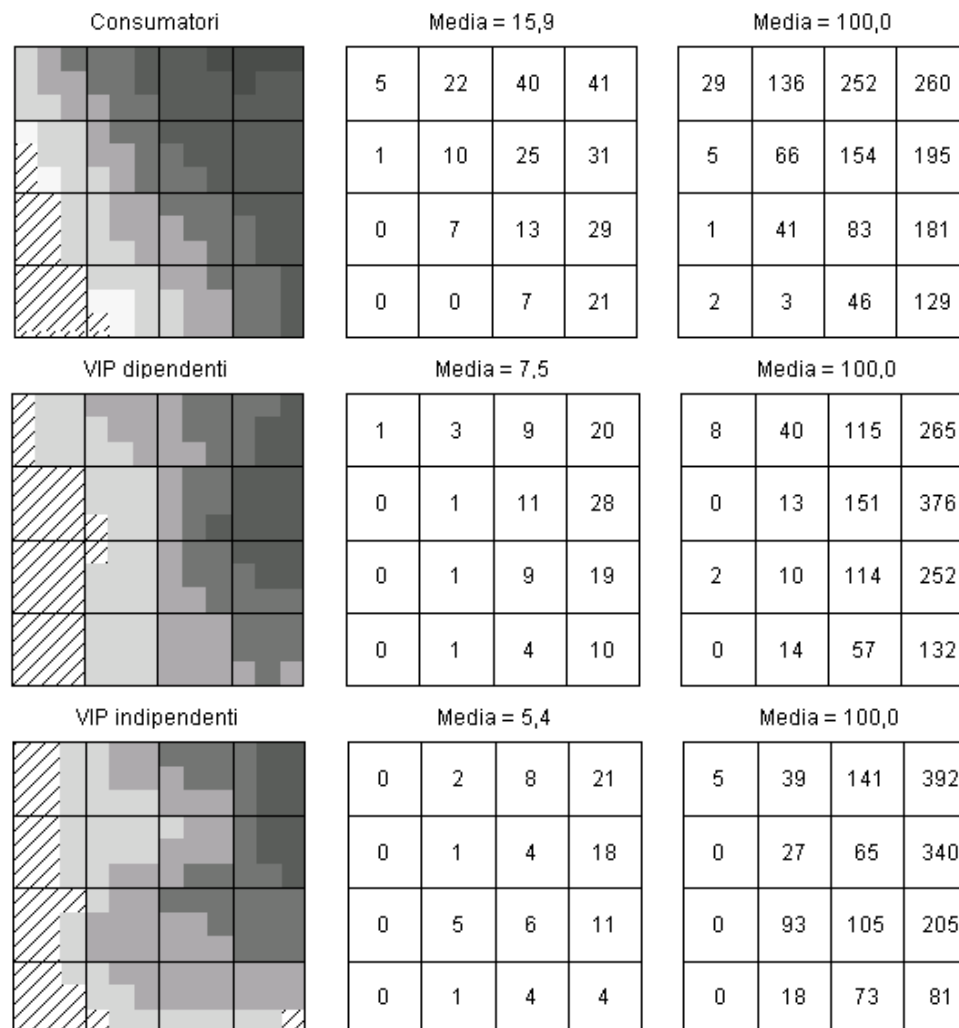 Consumatori Media = 15,9 Media = 100,0
5 22 40 41 29 136 252 260
1 10 25 31 5 66 154 195
0 7 13 29 1 41 83 181
0 0 7 21 2 3 46 129
VIP dipendenti Media = 7,5 Media = 100,0
1 3 9 20 8 40 115 265
0 1 11 28 0 13 151 376
0 1 9 19 2 10 114 252
0 1 4 10 0 14 57 132
VIP indipendenti Media = 5,4 Media = 100,0
0 2 8 21 5 39 141 392
0 1 4 18 0 27 65 340
0 5 6 11 0 93 105 205
0 1 4 4 0 18 73 81